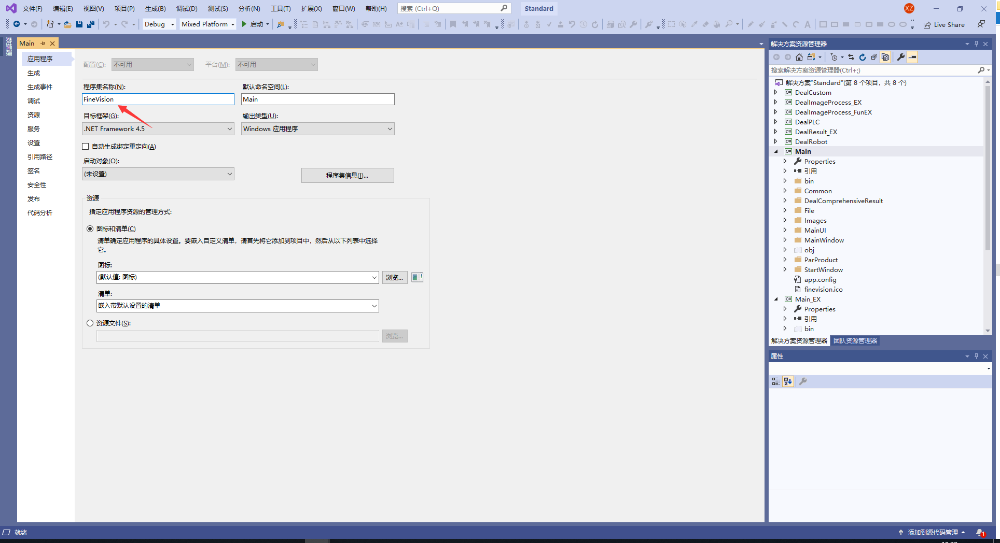 文件(F) 编辑(E) 视图(V) 项目(P) 生成(B) 调试(D) 测试(S) 分析(N) 工具(T) 扩展(X) 窗口(W) 帮助(H) 搜索 (Ctrl+Q) Standard XZ
Debug Mixed Platform 启动 Live Share
数据源
Main
应用程序
生成
生成事件
调试
资源
服务
设置
引用路径
签名
安全性
发布
代码分析
配置(C): 不可用 平台(M): 不可用
程序集名称(N): 默认命名空间(L):
FineVision Main
目标框架(G): 输出类型(U):
.NET Framework 4.5 Windows 应用程序
自动生成绑定重定向(A)
启动对象(O):
(未设置) 程序集信息(I)...
资源
指定应用程序资源的管理方式:
图标和清单(C)
清单确定应用程序的具体设置。要嵌入自定义清单，请首先将它添加到项目中，然后从以下列表中选择
它。
图标:
(默认值: 图标) 浏览...
清单:
嵌入带默认设置的清单
资源文件(S):
浏览...
解决方案资源管理器
搜索解决方案资源管理器(Ctrl+;)
解决方案"Standard"(第 8 个项目，共 8 个)
DealCustom
DealImageProcess_EX
DealImageProcess_FunEX
DealPLC
DealResult_EX
DealRobot
Main
Properties
引用
bin
Common
DealComprehensiveResult
File
Images
MainUI
MainWindow
obj
ParProduct
StartWindow
app.config
finevision.ico
Main_EX
Properties
引用
bin
解决方案资源管理器 团队资源管理器
属性
就绪 添加到源代码管理 1